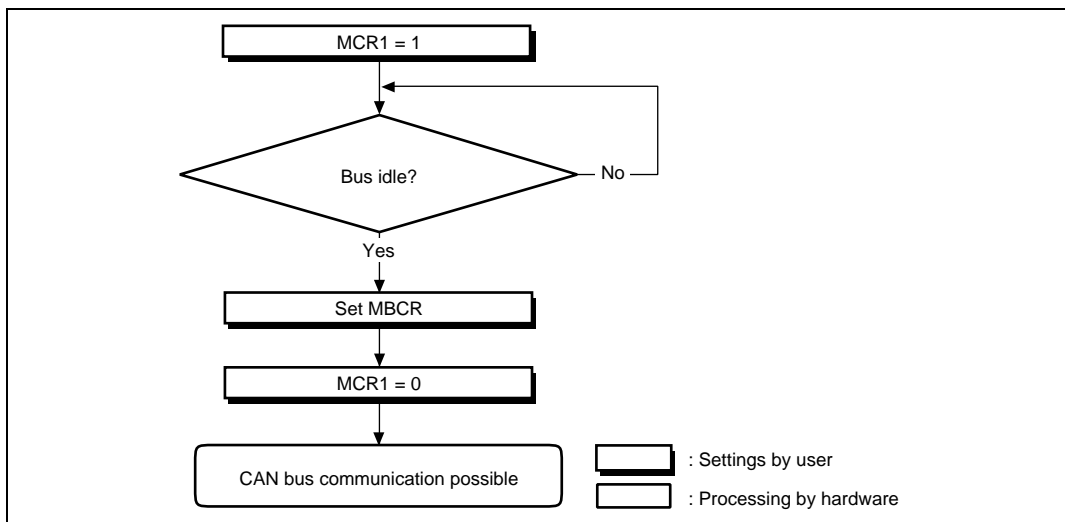 MCR1 = 1
Bus idle?
No
Yes
Set MBCR
MCR1 = 0
CAN bus communication possible
: Settings by user
: Processing by hardware